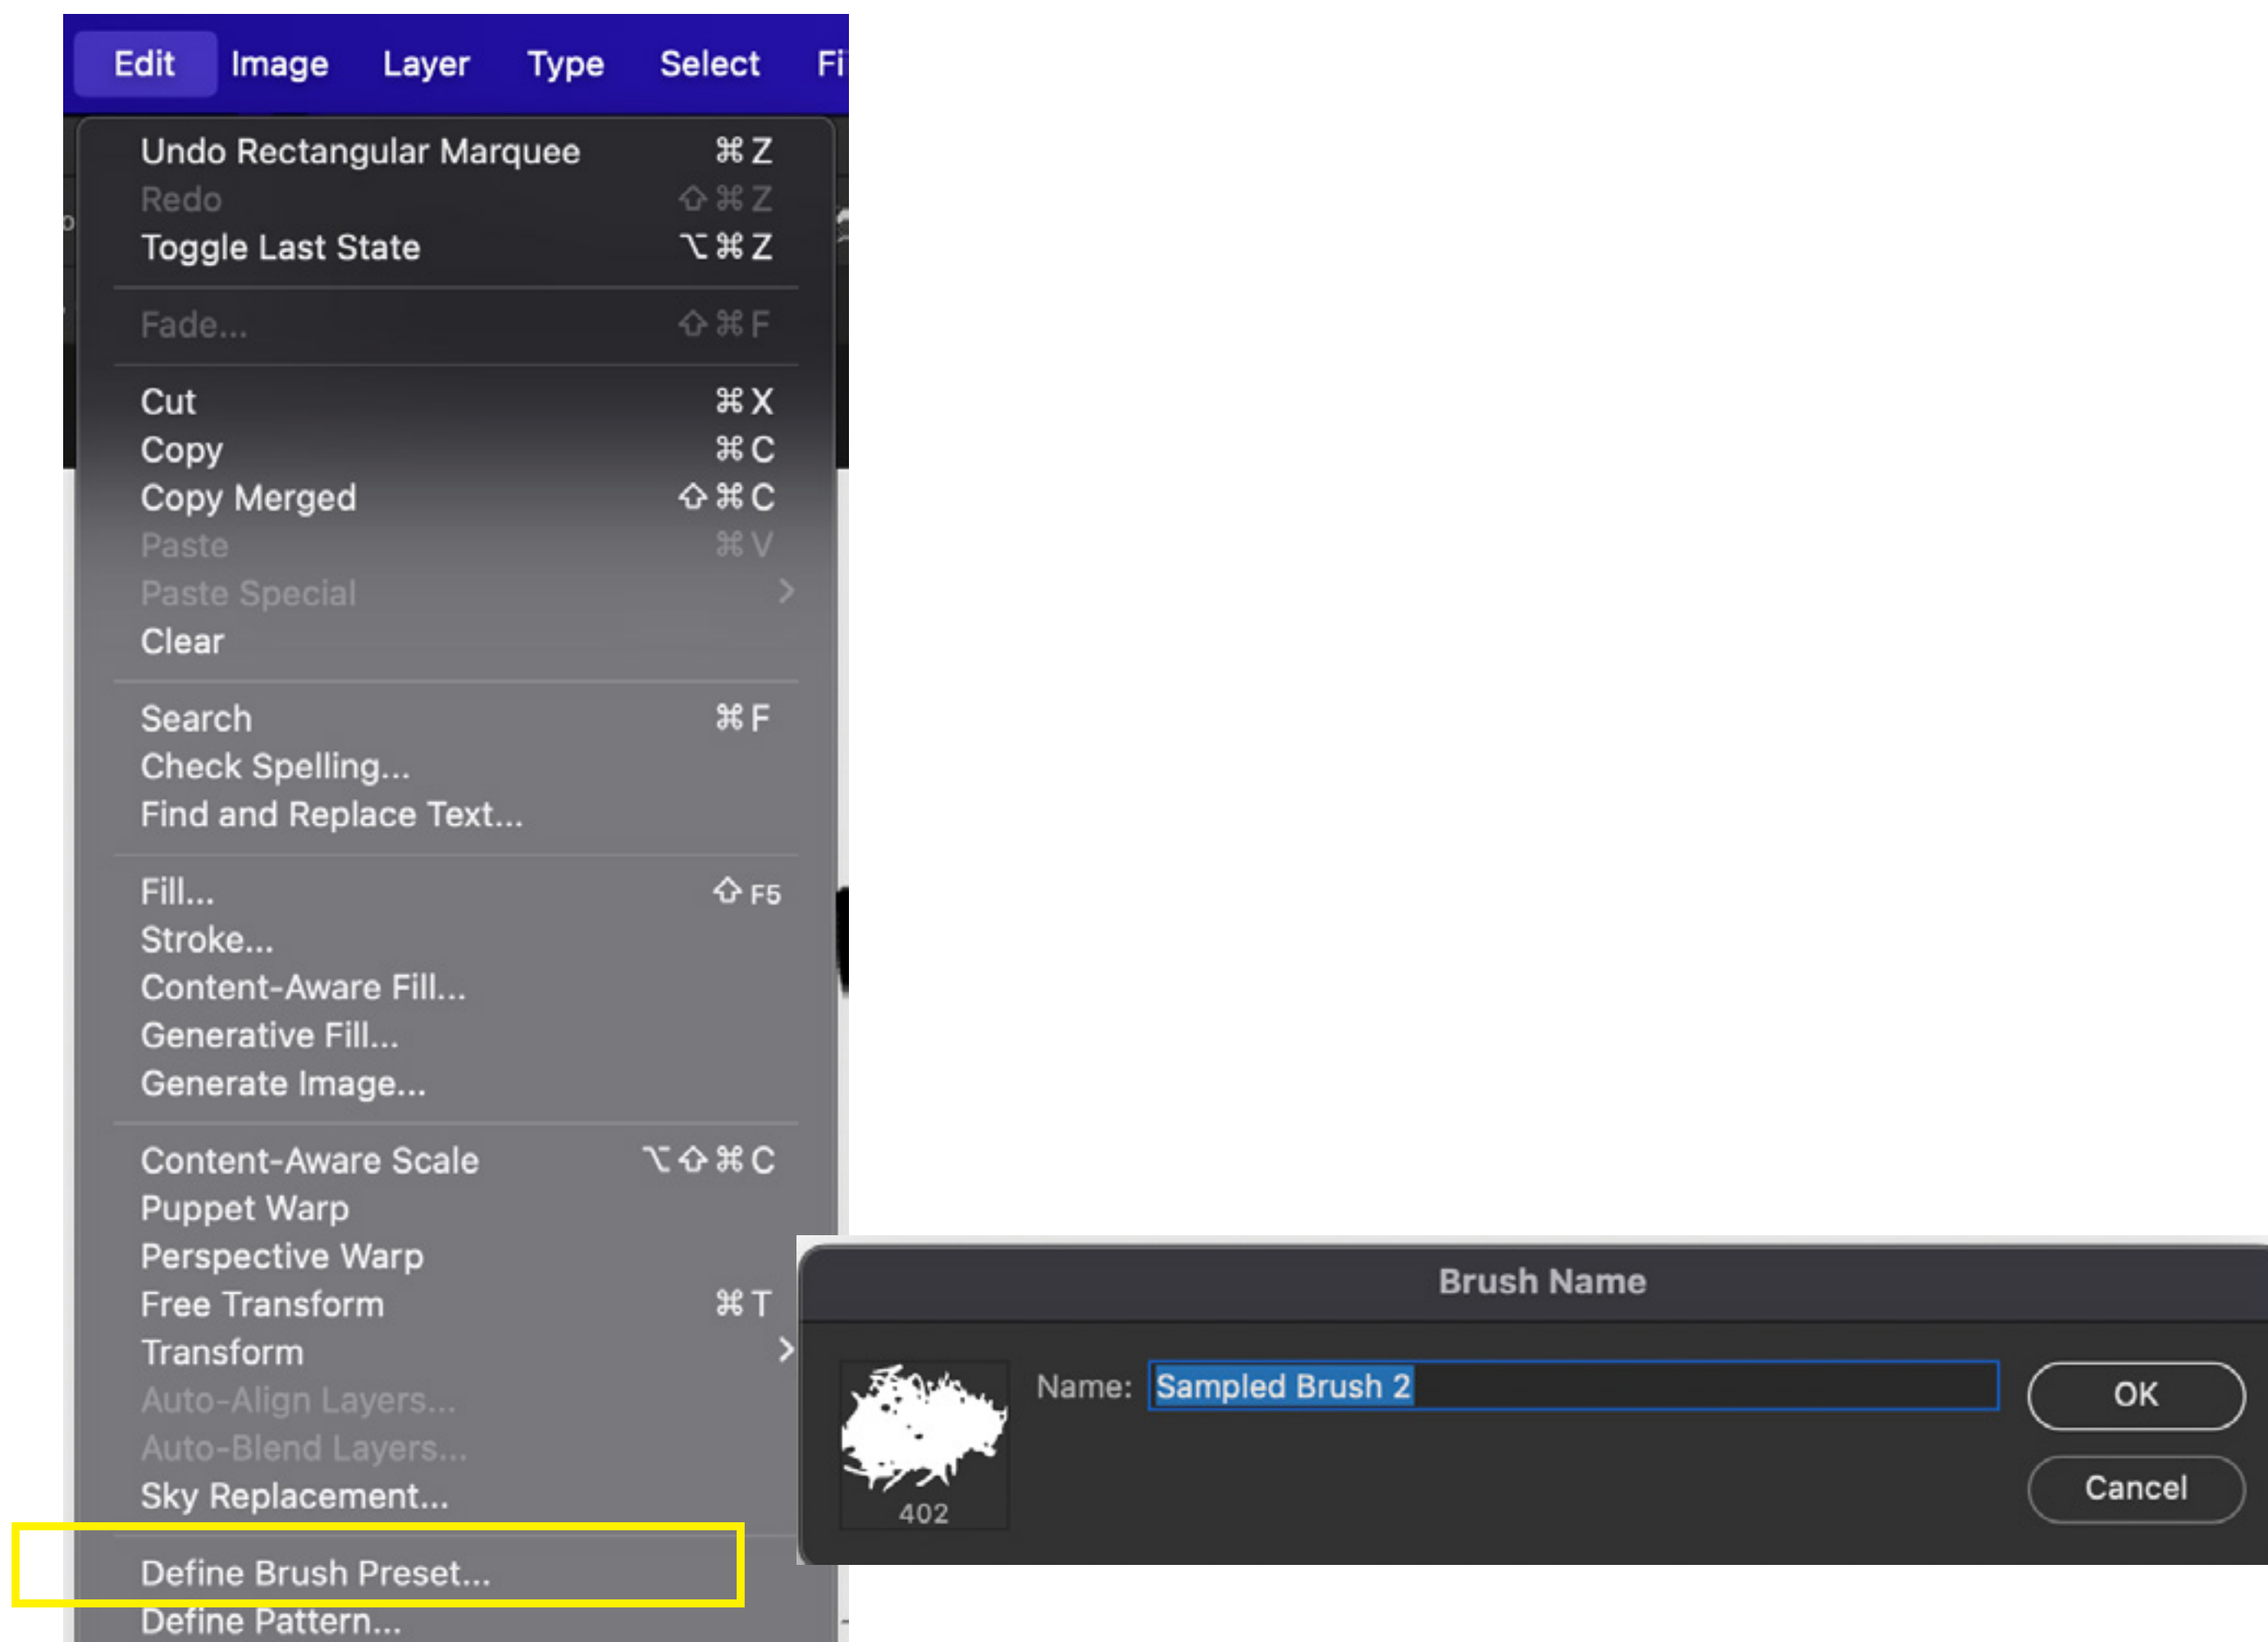 Edit Image Layer Type Select Fi
Undo Rectangular Marquee ⌘Z
Redo ⇧⌘Z
Toggle Last State ⌥⌘Z
Fade... ⇧⌘F
Cut ⌘X
Copy ⌘C
Copy Merged ⇧⌘C
Paste ⌘V
Paste Special >
Clear
Search ⌘F
Check Spelling...
Find and Replace Text...
Fill... ⇧F5
Stroke...
Content-Aware Fill...
Generative Fill...
Generate Image...
Content-Aware Scale ⌥⇧⌘C
Puppet Warp
Perspective Warp
Free Transform ⌘T
Transform >
Auto-Align Layers...
Auto-Blend Layers...
Sky Replacement...
Define Brush Preset...
Define Pattern...
Brush Name
Name: Sampled Brush 2
OK
Cancel
402